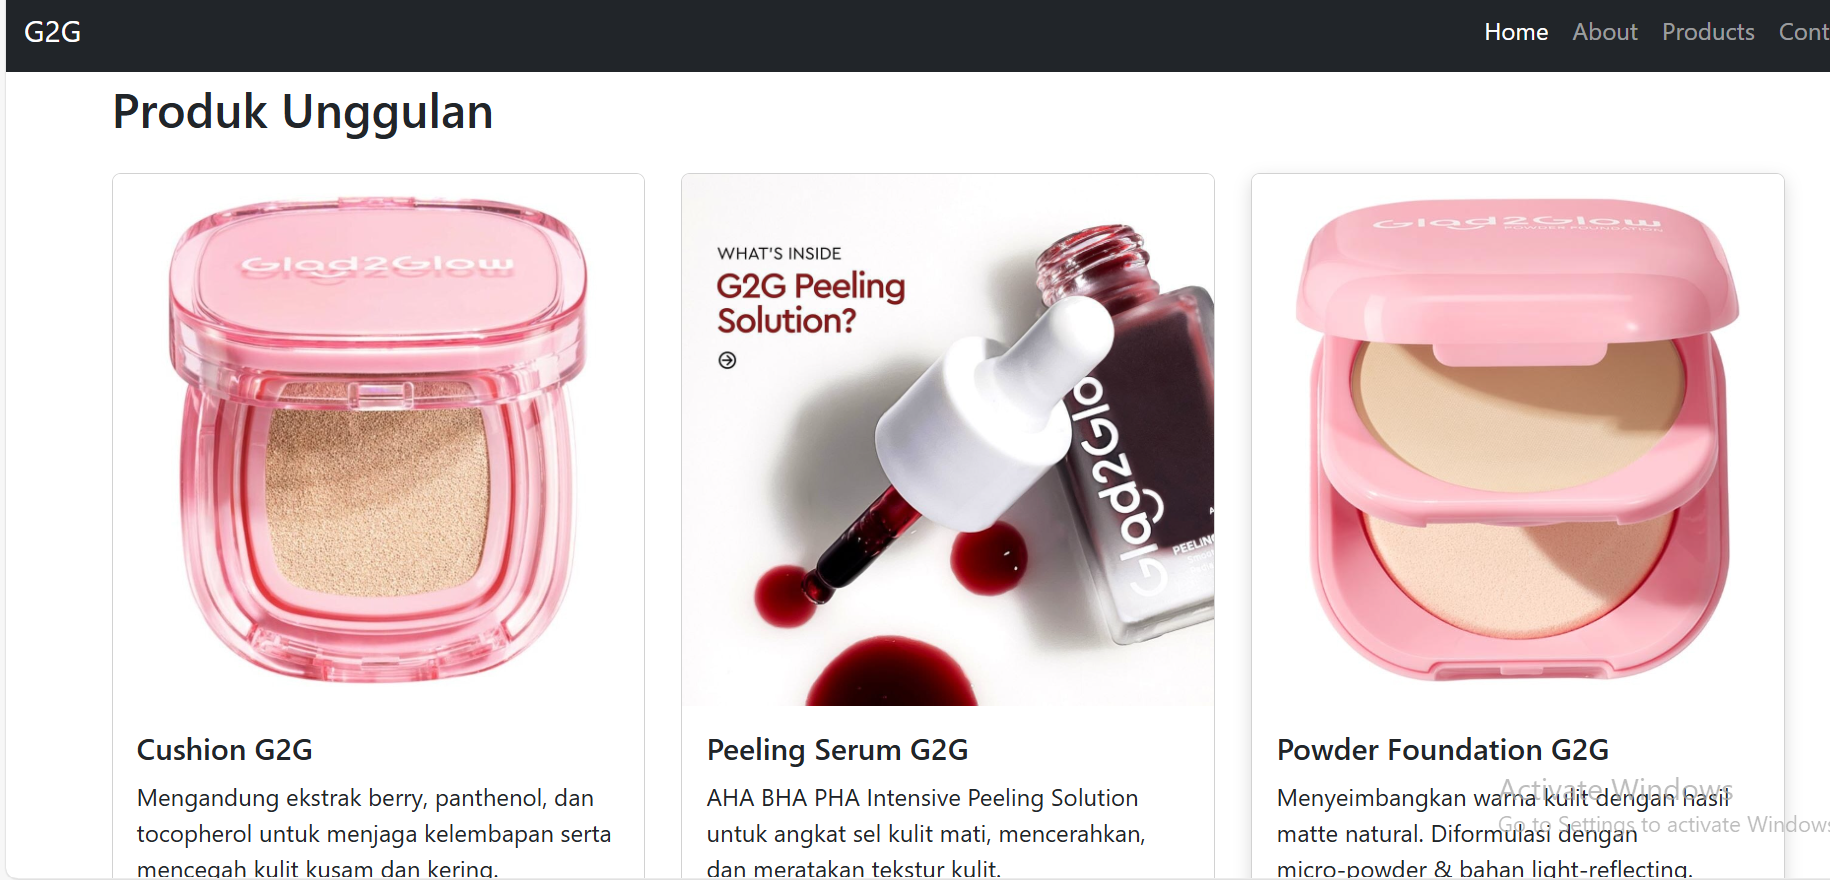 G2G
Home About Products Cont
Produk Unggulan
Glad2Glow
WHAT'S INSIDE
G2G Peeling
Solution?
Glad2Glo
PEELING
Glad2Glow
POWDER FOUNDATION
Cushion G2G
Mengandung ekstrak berry, panthenol, dan
tocopherol untuk menjaga kelembapan serta
mencegah kulit kusam dan kering.
Peeling Serum G2G
AHA BHA PHA Intensive Peeling Solution
untuk angkat sel kulit mati, mencerahkan,
dan meratakan tekstur kulit.
Powder Foundation G2G
Menyeimbangkan warna kulit dengan hasil
matte natural. Diformulasi dengan
micro-powder & bahan light-reflecting.
Activate Windows
Go to Settings to activate Windows